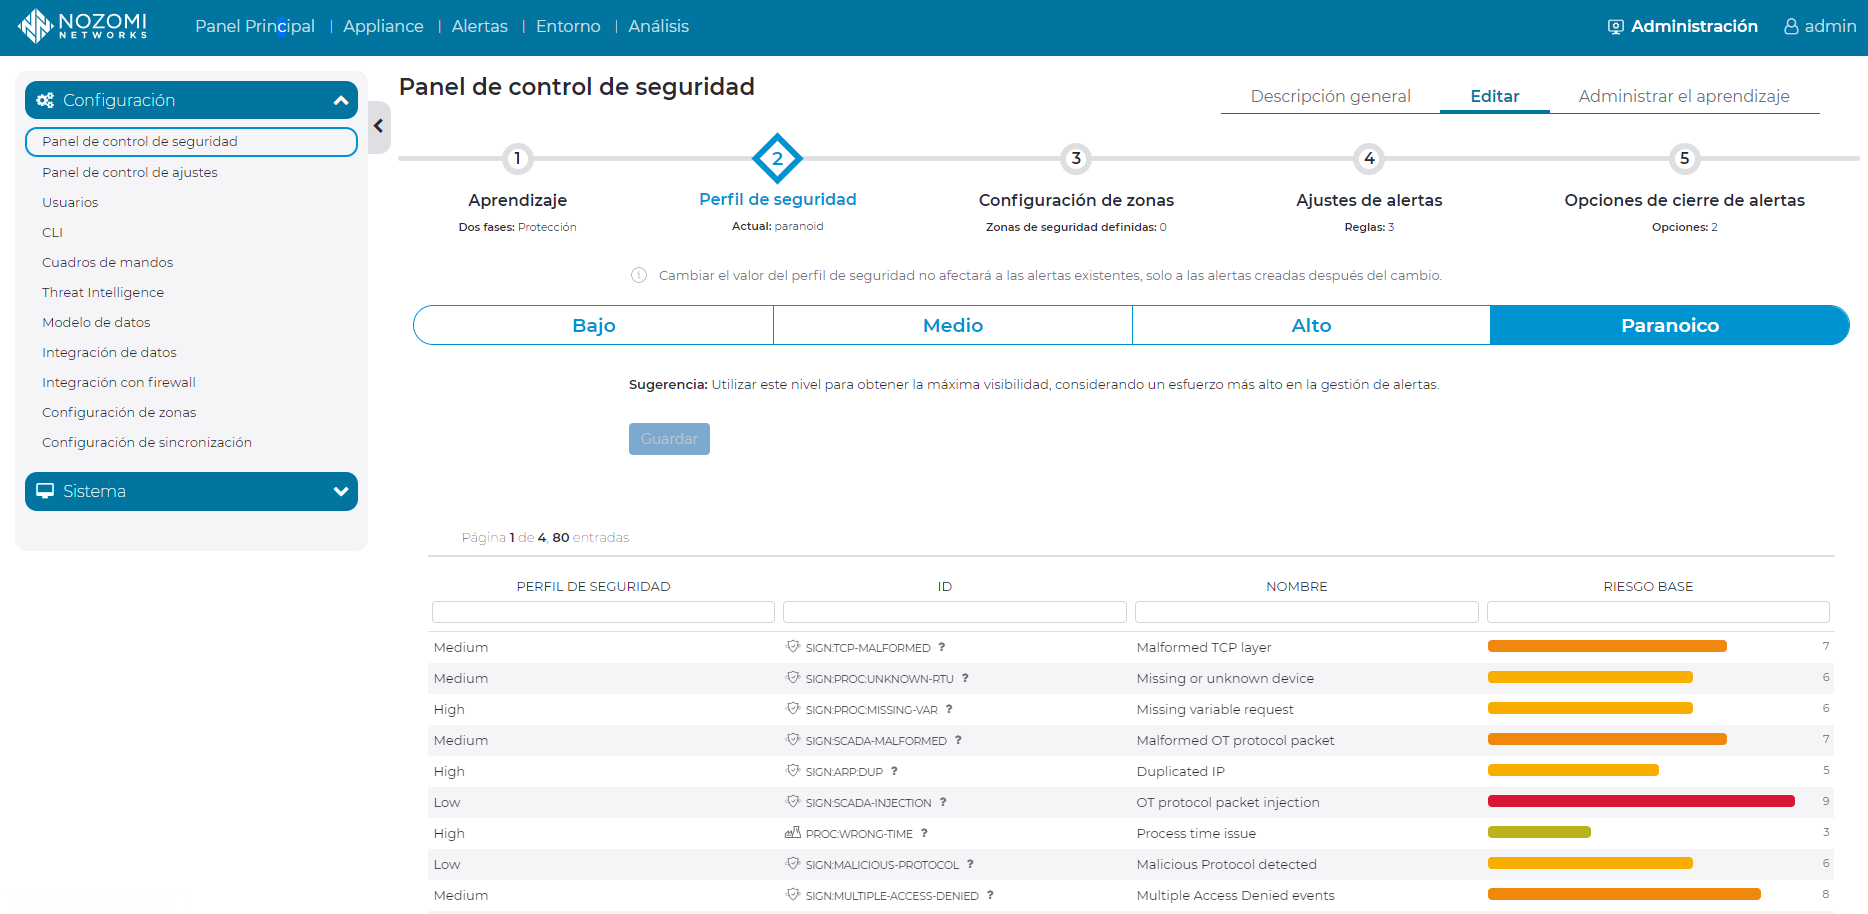 NOZOMI
NETWORKS
Panel Principal | Appliance | Alertas | Entorno | Análisis
Administración
admin
Configuración
Panel de control de seguridad
Panel de control de ajustes
Usuarios
CLI
Cuadros de mandos
Threat Intelligence
Modelo de datos
Integración de datos
Integración con firewall
Configuración de zonas
Configuración de sincronización
Sistema
Panel de control de seguridad
Descripción general
Editar
Administrar el aprendizaje
1
2
3
4
5
Aprendizaje
Dos fases: Protección
Perfil de seguridad
Actual: paranoid
Configuración de zonas
Zonas de seguridad definidas: 0
Ajustes de alertas
Reglas: 3
Opciones de cierre de alertas
Opciones: 2
Cambiar el valor del perfil de seguridad no afectará a las alertas existentes, solo a las alertas creadas después del cambio.
Bajo
Medio
Alto
Paranoico
Sugerencia: Utilizar este nivel para obtener la máxima visibilidad, considerando un esfuerzo más alto en la gestión de alertas.
Guardar
Página 1 de 4, 80 entradas
PERFIL DE SEGURIDAD ID NOMBRE RIESGO BASE
Medium SIGN:TCP-MALFORMED ? Malformed TCP layer 7
Medium SIGN:PROC:UNKNOWN-RTU ? Missing or unknown device 6
High SIGN:PROC:MISSING-VAR ? Missing variable request 6
Medium SIGN:SCADA-MALFORMED ? Malformed OT protocol packet 7
High SIGN:ARP:DUP ? Duplicated IP 5
Low SIGN:SCADA-INJECTION ? OT protocol packet injection 9
High PROC:WRONG-TIME ? Process time issue 3
Low SIGN:MALICIOUS-PROTOCOL ? Malicious Protocol detected 6
Medium SIGN:MULTIPLE-ACCESS-DENIED ? Multiple Access Denied events 8